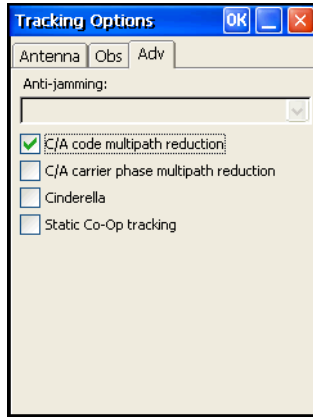 Tracking Options OK
Antenna Obs Adv
Anti-jamming:
C/A code multipath reduction
C/A carrier phase multipath reduction
Cinderella
Static Co-Op tracking